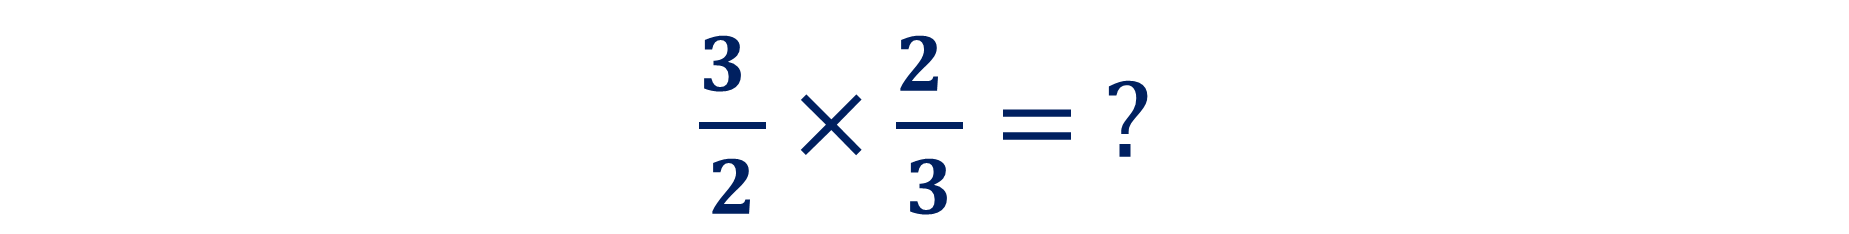 3/2 × 2/3 = ?